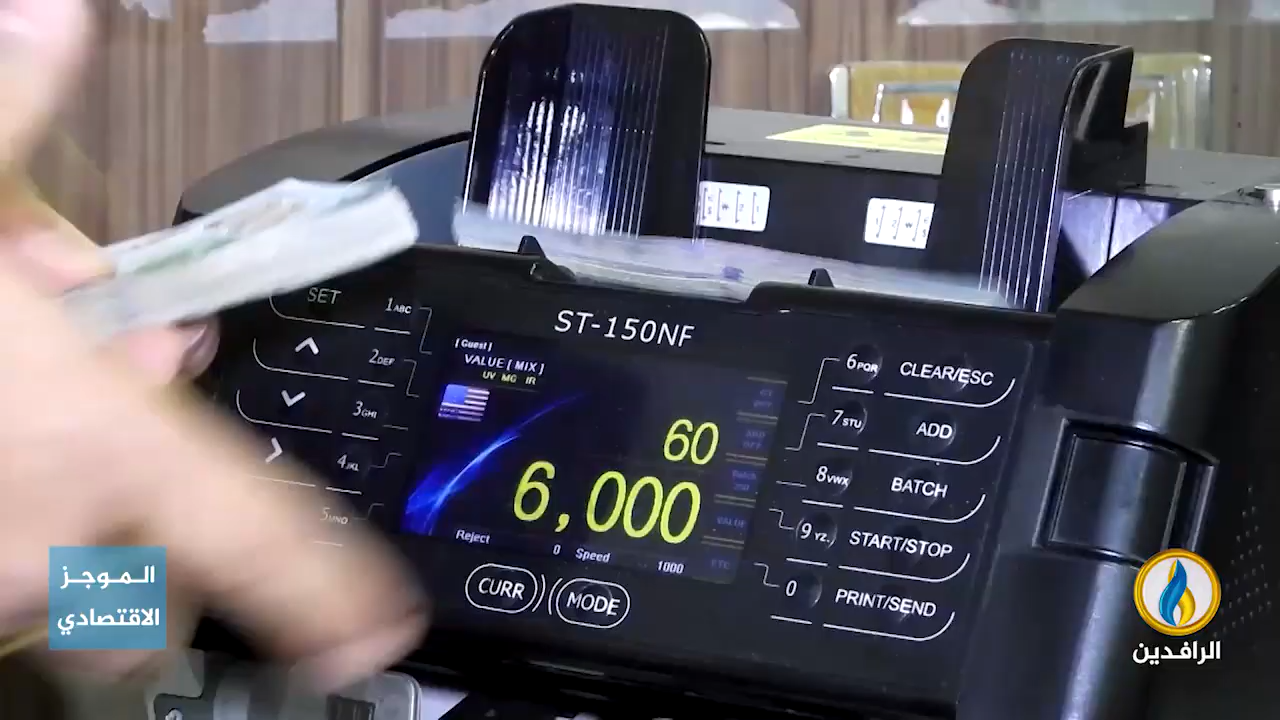 ST-150NF
SET
1ABC
2DEF
3GHI
4JKL
5MNO
[ Guest ]
VALUE [ MIX ]
UV MG IR
60
6,000
VALUE
Reject
0
Speed
1000
CURR
MODE
6PQR
CLEAR/ESC
7STU
ADD
8VWX
BATCH
9YZ.
START/STOP
0
PRINT/SEND
الموجز
الاقتصادي
الرافدين